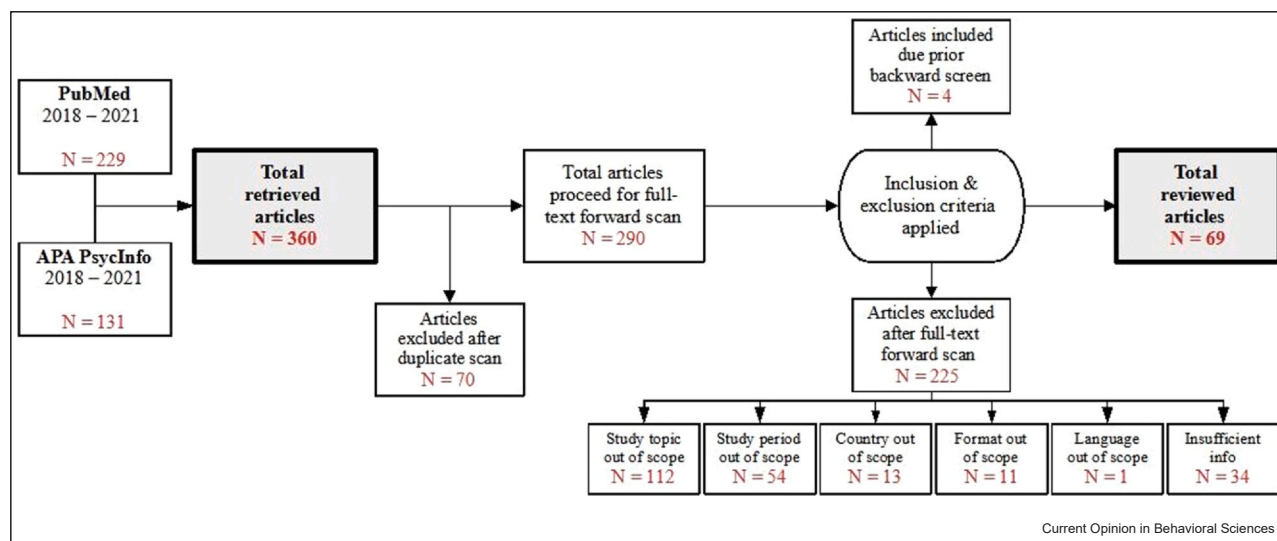 PubMed
2018 – 2021
N = 229
APA PsycInfo
2018 – 2021
N = 131
Total
retrieved
articles
N = 360
Articles
excluded after
duplicate scan
N = 70
Total articles
proceed for full-
text forward scan
N = 290
Articles included
due prior
backward screen
N = 4
Inclusion &
exclusion criteria
applied
Total
reviewed
articles
N = 69
Articles excluded
after full-text
forward scan
N = 225
Study topic
out of scope
N = 112
Study period
out of scope
N = 54
Country out
of scope
N = 13
Format out
of scope
N = 11
Language out
of scope
N = 1
Insufficient
info
N = 34
Current Opinion in Behavioral Sciences